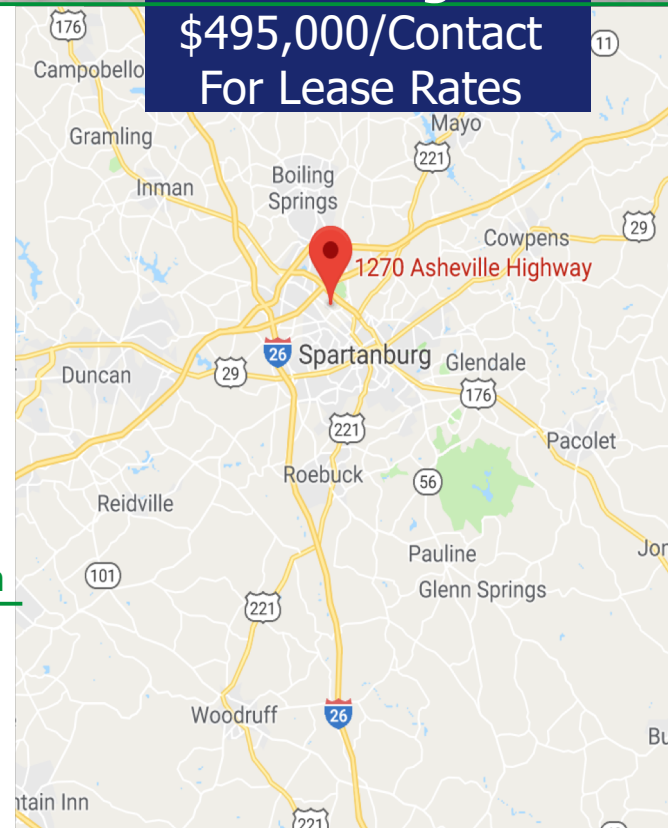 $495,000/Contact
For Lease Rates
176
11
Campobello
Mayo
Gramling
221
Boiling
Springs
Inman
29
Cowpens
1270 Asheville Highway
26
Spartanburg
Glendale
Duncan
29
176
221
Pacolet
Roebuck
56
Reidville
Pauline
101
Glenn Springs
221
Woodruff
26
221